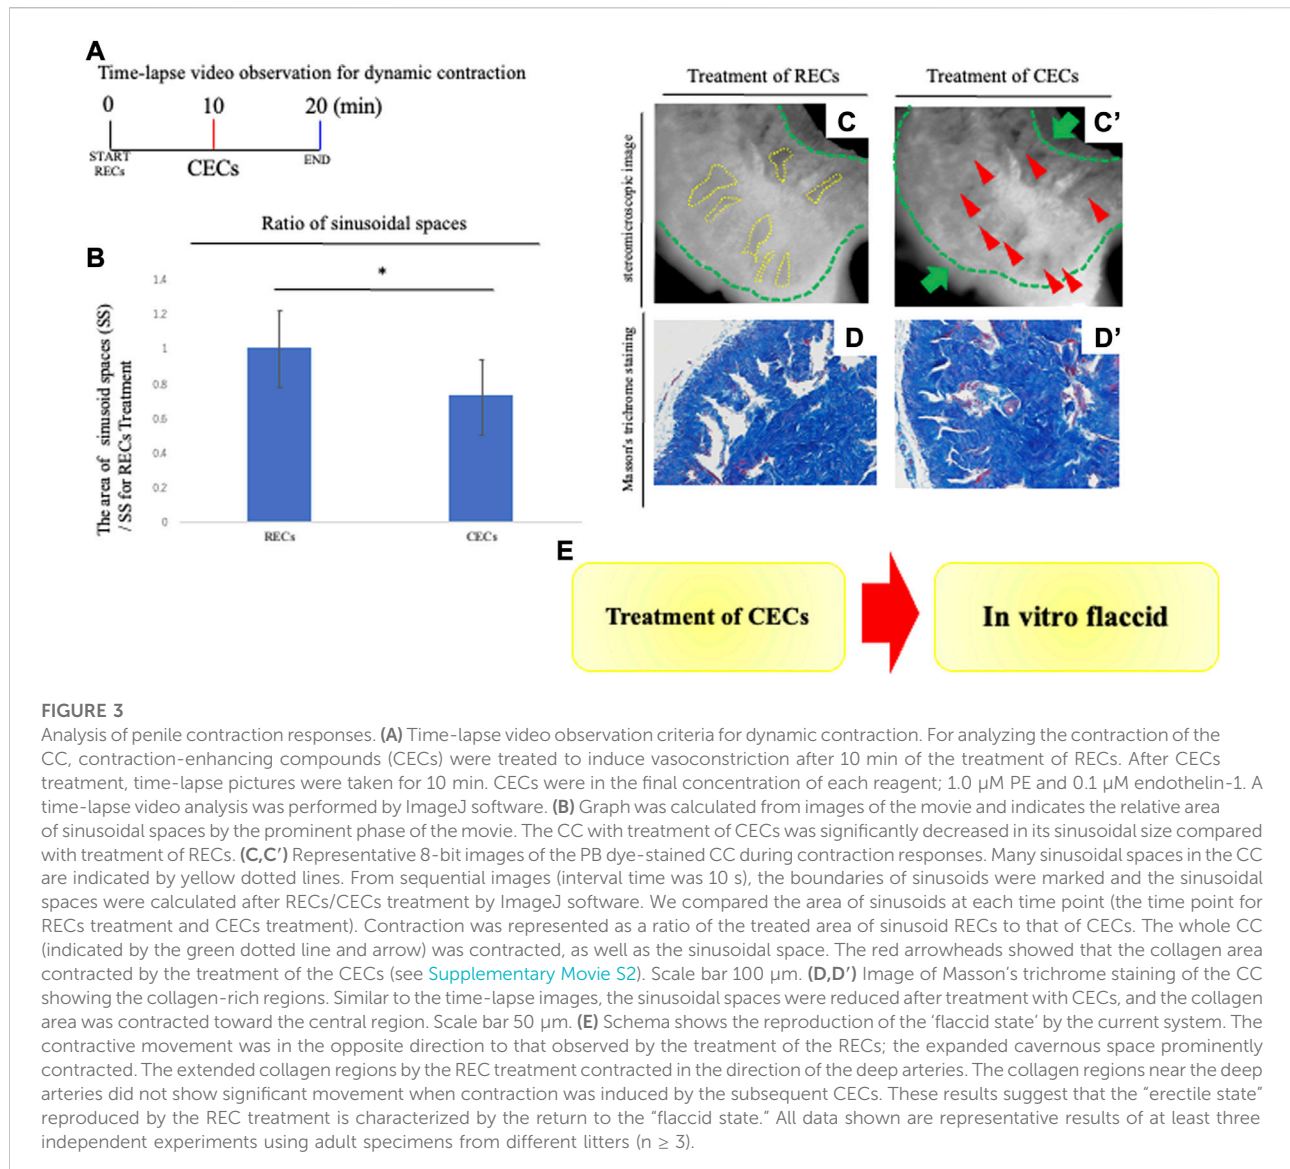 A
Time-lapse video observation for dynamic contraction
0 10 20 (min)
START
RECs
CECs
END
B
Ratio of sinusoidal spaces
*
The area of sinusoid spaces (SS)
/ SS for RECs Treatment
1.4
1.2
1
0.8
0.6
0.4
0.2
0
RECs CECs
Treatment of RECs Treatment of CECs
stereomicroscopic image
C C’
Masson's trichrome staining
D D’
E
Treatment of CECs
In vitro flaccid
FIGURE 3
Analysis of penile contraction responses. (A) Time-lapse video observation criteria for dynamic contraction. For analyzing the contraction of the
CC, contraction-enhancing compounds (CECs) were treated to induce vasoconstriction after 10 min of the treatment of RECs. After CECs
treatment, time-lapse pictures were taken for 10 min. CECs were in the final concentration of each reagent; 1.0 µM PE and 0.1 µM endothelin-1. A
time-lapse video analysis was performed by ImageJ software. (B) Graph was calculated from images of the movie and indicates the relative area
of sinusoidal spaces by the prominent phase of the movie. The CC with treatment of CECs was significantly decreased in its sinusoidal size compared
with treatment of RECs. (C,C’) Representative 8-bit images of the PB dye-stained CC during contraction responses. Many sinusoidal spaces in the CC
are indicated by yellow dotted lines. From sequential images (interval time was 10 s), the boundaries of sinusoids were marked and the sinusoidal
spaces were calculated after RECs/CECs treatment by ImageJ software. We compared the area of sinusoids at each time point (the time point for
RECs treatment and CECs treatment). Contraction was represented as a ratio of the treated area of sinusoid RECs to that of CECs. The whole CC
(indicated by the green dotted line and arrow) was contracted, as well as the sinusoidal space. The red arrowheads showed that the collagen area
contracted by the treatment of the CECs (see Supplementary Movie S2). Scale bar 100 µm. (D,D’) Image of Masson’s trichrome staining of the CC
showing the collagen-rich regions. Similar to the time-lapse images, the sinusoidal spaces were reduced after treatment with CECs, and the collagen
area was contracted toward the central region. Scale bar 50 µm. (E) Schema shows the reproduction of the ‘flaccid state’ by the current system. The
contractive movement was in the opposite direction to that observed by the treatment of the RECs; the expanded cavernous space prominently
contracted. The extended collagen regions by the REC treatment contracted in the direction of the deep arteries. The collagen regions near the deep
arteries did not show significant movement when contraction was induced by the subsequent CECs. These results suggest that the “erectile state”
reproduced by the REC treatment is characterized by the return to the “flaccid state.” All data shown are representative results of at least three
independent experiments using adult specimens from different litters (n ≥ 3).